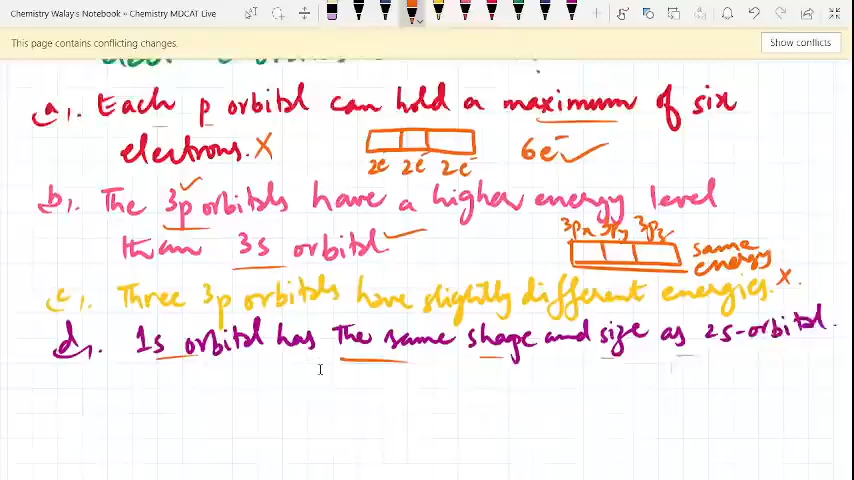 Chemistry Walay's Notebook » Chemistry MDCAT Live
This page contains conflicting changes.
Show conflicts
a). Each p orbital can hold a maximum of six
electrons. X
2e⁻ 2e⁻ 2e⁻
6e⁻ ✓
b). The 3p orbitals have a higher energy level
than 3s orbital ✓
3px 3py 3pz
same
energy
c). Three 3p orbitals have slightly different energies. X
d). 1s orbital has the same shape and size as 2s-orbital.